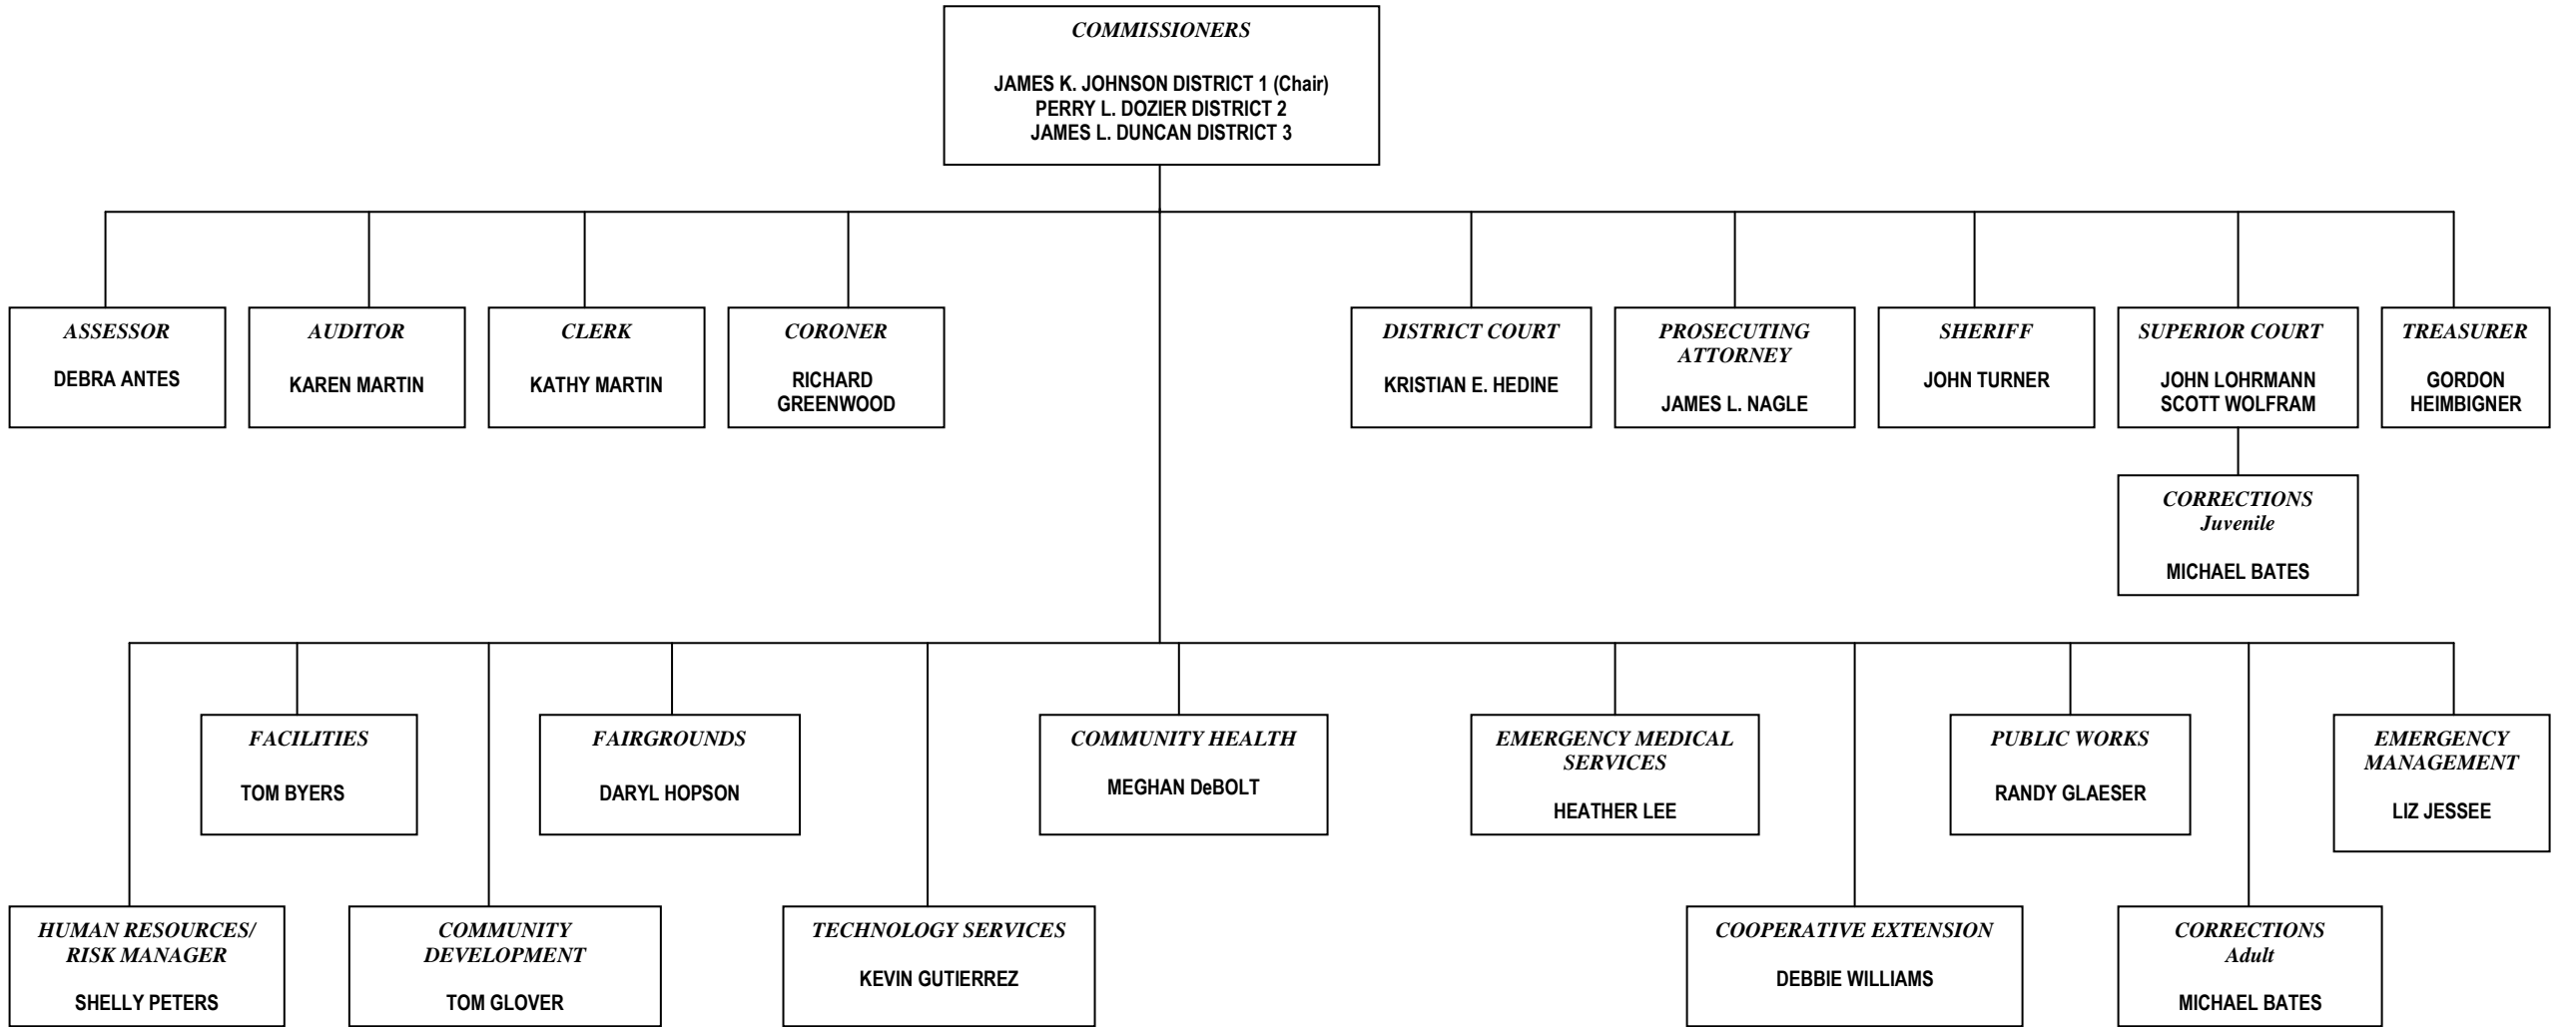 COMMISSIONERS
JAMES K. JOHNSON DISTRICT 1 (Chair)
PERRY L. DOZIER DISTRICT 2
JAMES L. DUNCAN DISTRICT 3
ASSESSOR
DEBRA ANTES
AUDITOR
KAREN MARTIN
CLERK
KATHY MARTIN
CORONER
RICHARD
GREENWOOD
DISTRICT COURT
KRISTIAN E. HEDINE
PROSECUTING
ATTORNEY
JAMES L. NAGLE
SHERIFF
JOHN TURNER
SUPERIOR COURT
JOHN LOHRMANN
SCOTT WOLFRAM
TREASURER
GORDON
HEIMBIGNER
CORRECTIONS
Juvenile
MICHAEL BATES
FACILITIES
TOM BYERS
FAIRGROUNDS
DARYL HOPSON
COMMUNITY HEALTH
MEGHAN DeBOLT
EMERGENCY MEDICAL
SERVICES
HEATHER LEE
PUBLIC WORKS
RANDY GLAESER
EMERGENCY
MANAGEMENT
LIZ JESSEE
HUMAN RESOURCES/
RISK MANAGER
SHELLY PETERS
COMMUNITY
DEVELOPMENT
TOM GLOVER
TECHNOLOGY SERVICES
KEVIN GUTIERREZ
COOPERATIVE EXTENSION
DEBBIE WILLIAMS
CORRECTIONS
Adult
MICHAEL BATES